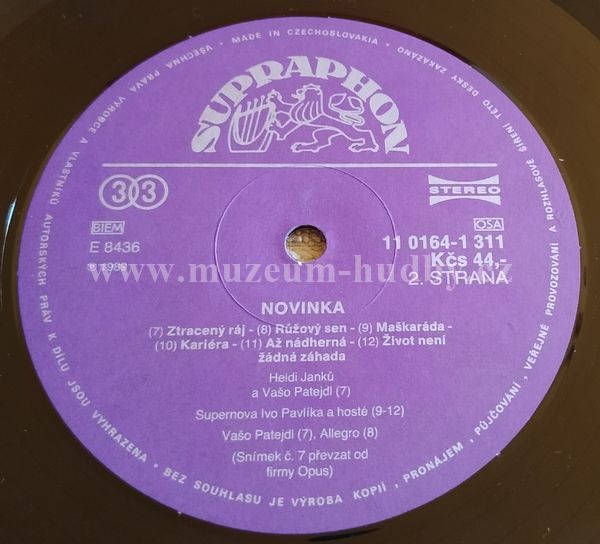 • VŠECHNA PRÁVA VÝROBCE A VLASTNÍKŮ AUTORSKÝCH PRÁV K DÍLU JSOU VYHRAZENA • BEZ SOUHLASU JE VÝROBA KOPIÍ, PRONÁJEM, PŮJČOVÁNÍ, VEŘEJNÉ PROVOZOVÁNÍ A ROZHLASOVÉ ŠÍŘENÍ TÉTO DESKY ZAKÁZÁNO • MADE IN CZECHOSLOVAKIA
SUPRAPHON
33
STEREO
BIEM
OSA
E 8436
11 0164-1 311
Ⓟ 1989
Kčs 44,-
2. STRANA
www.muzeum-hudby.cz
NOVINKA
(7) Ztracený ráj - (8) Růžový sen - (9) Maškaráda -
(10) Kariéra - (11) Až nádherná - (12) Život není
žádná záhada
Heidi Janků
a Vašo Patejdl (7)
Supernova Ivo Pavlíka a hosté (9-12)
Vašo Patejdl (7), Allegro (8)
(Snímek č. 7 převzat od
firmy Opus)